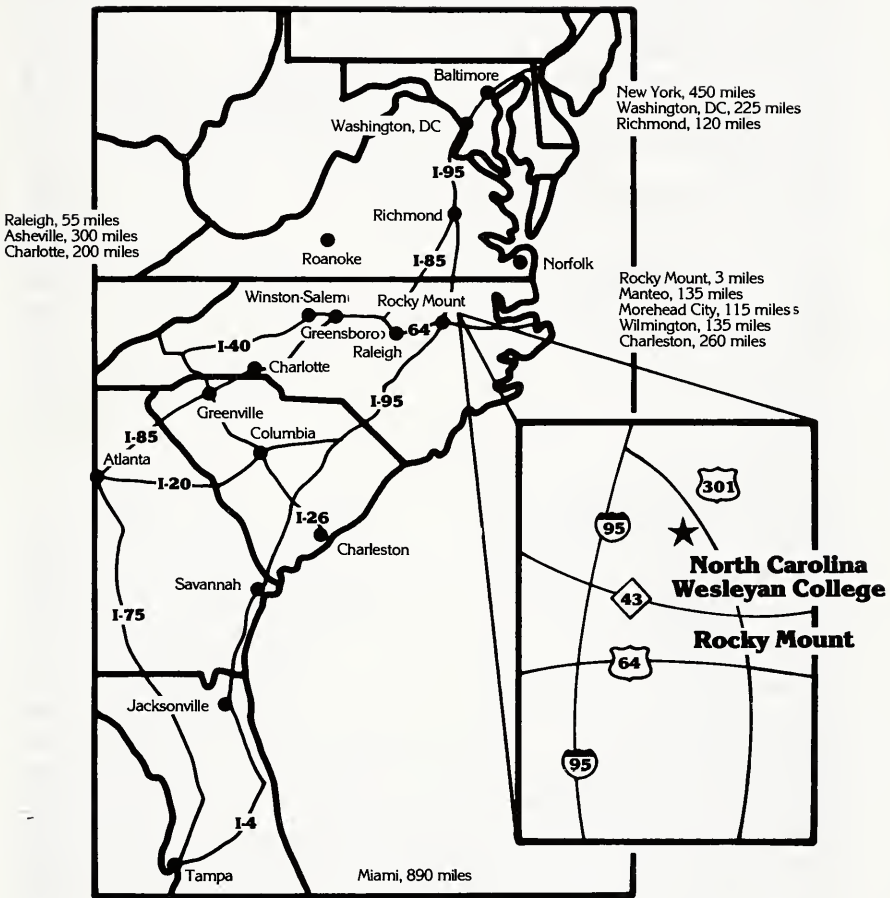 Baltimore
New York, 450 miles
Washington, DC, 225 miles
Richmond, 120 miles
Washington, DC
I-95
Raleigh, 55 miles
Asheville, 300 miles
Charlotte, 200 miles
Richmond
Roanoke
I-85
Norfolk
Rocky Mount, 3 miles
Manteo, 135 miles
Morehead City, 115 miles
Wilmington, 135 miles
Charleston, 260 miles
Winston-Salem
Rocky Mount
Greensboro
64
Raleigh
I-40
Charlotte
I-95
Greenville
I-85
Columbia
Atlanta
I-20
I-26
Charleston
Savannah
I-75
Jacksonville
I-4
Tampa
Miami, 890 miles
301
95
North Carolina
Wesleyan College
43
Rocky Mount
64
95